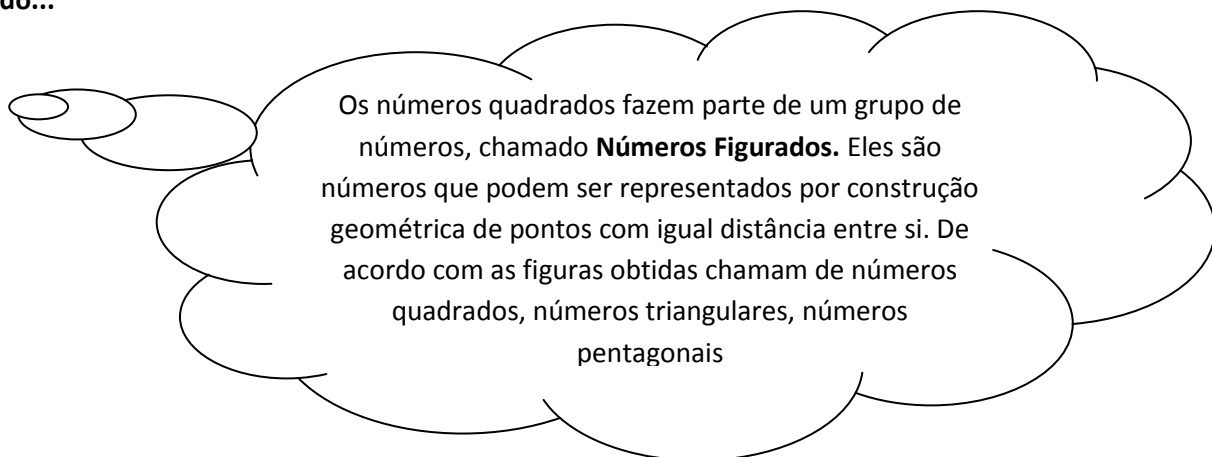 do...
Os números quadrados fazem parte de um grupo de
números, chamado Números Figurados. Eles são
números que podem ser representados por construção
geométrica de pontos com igual distância entre si. De
acordo com as figuras obtidas chamam de números
quadrados, números triangulares, números
pentagonais